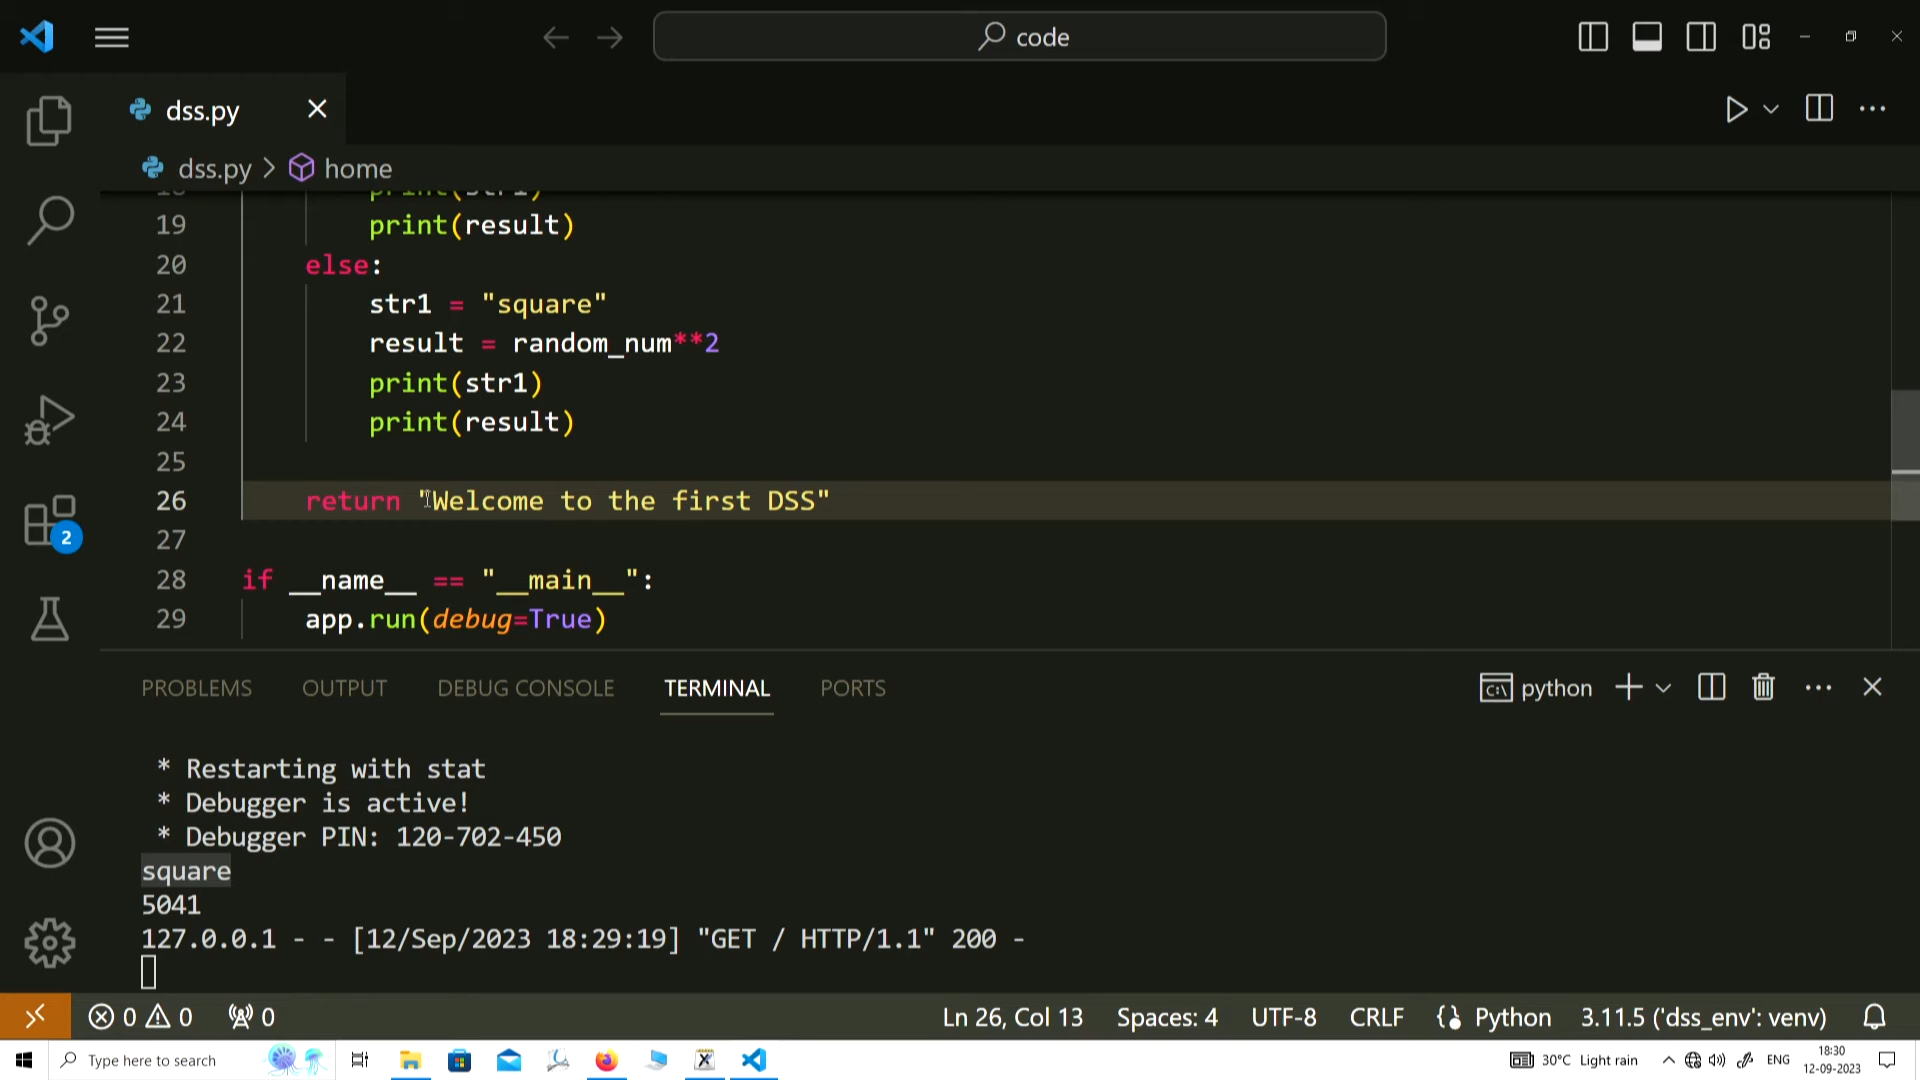 code
dss.py
dss.py > home
18 print(str1)
19 print(result)
20 else:
21 str1 = "square"
22 result = random_num**2
23 print(str1)
24 print(result)
25
26 return "Welcome to the first DSS"
27
28 if __name__ == "__main__":
29 app.run(debug=True)
PROBLEMS OUTPUT DEBUG CONSOLE TERMINAL PORTS python
* Restarting with stat
* Debugger is active!
* Debugger PIN: 120-702-450
square
5041
127.0.0.1 - - [12/Sep/2023 18:29:19] "GET / HTTP/1.1" 200 -
2
0 0 0 Ln 26, Col 13 Spaces: 4 UTF-8 CRLF Python 3.11.5 ('dss_env': venv)
Type here to search 30°C Light rain ENG 18:30
12-09-2023